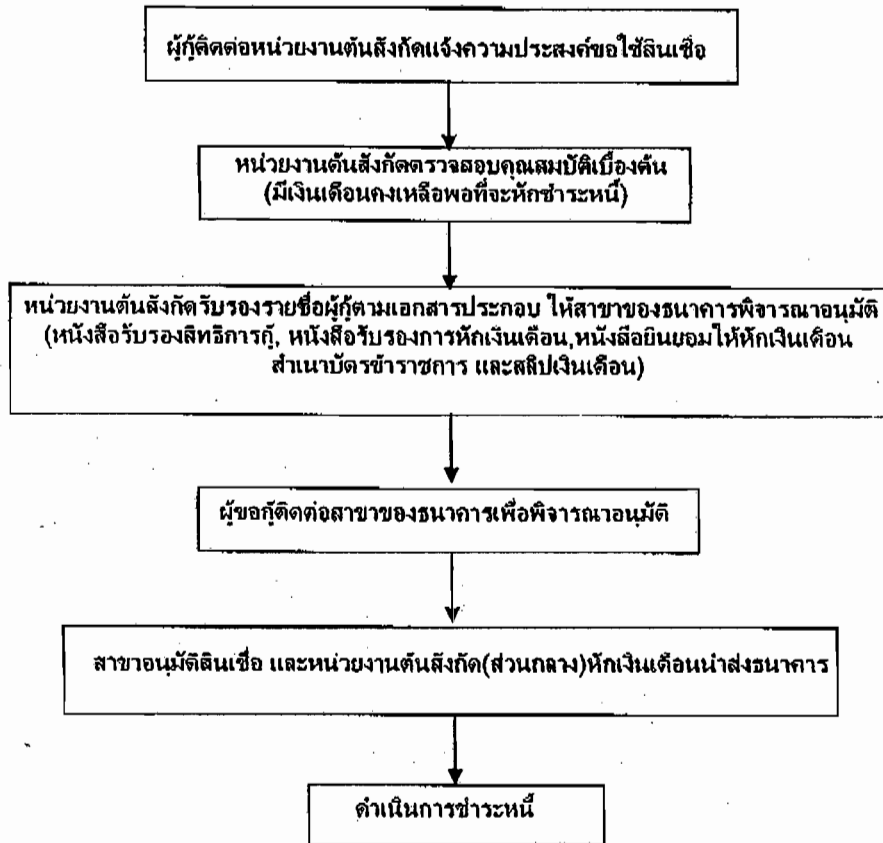 ผู้กู้ติดต่อหน่วยงานต้นสังกัดแจ้งความประสงค์ขอใช้สินเชื่อ
หน่วยงานต้นสังกัดตรวจสอบคุณสมบัติเบื้องต้น
(มีเงินเดือนคงเหลือพอที่จะหักชำระหนี้)
หน่วยงานต้นสังกัดรับรองรายชื่อผู้กู้ตามเอกสารประกอบ ให้สาขาของธนาคารพิจารณาอนุมัติ
(หนังสือรับรองสิทธิการกู้, หนังสือรับรองการหักเงินเดือน,หนังสือยินยอมให้หักเงินเดือน
สำเนาบัตรข้าราชการ และสลิปเงินเดือน)
ผู้ขอกู้ติดต่อสาขาของธนาคารเพื่อพิจารณาอนุมัติ
สาขาอนุมัติสินเชื่อ และหน่วยงานต้นสังกัด(ส่วนกลาง)หักเงินเดือนนำส่งธนาคาร
ดำเนินการชำระหนี้